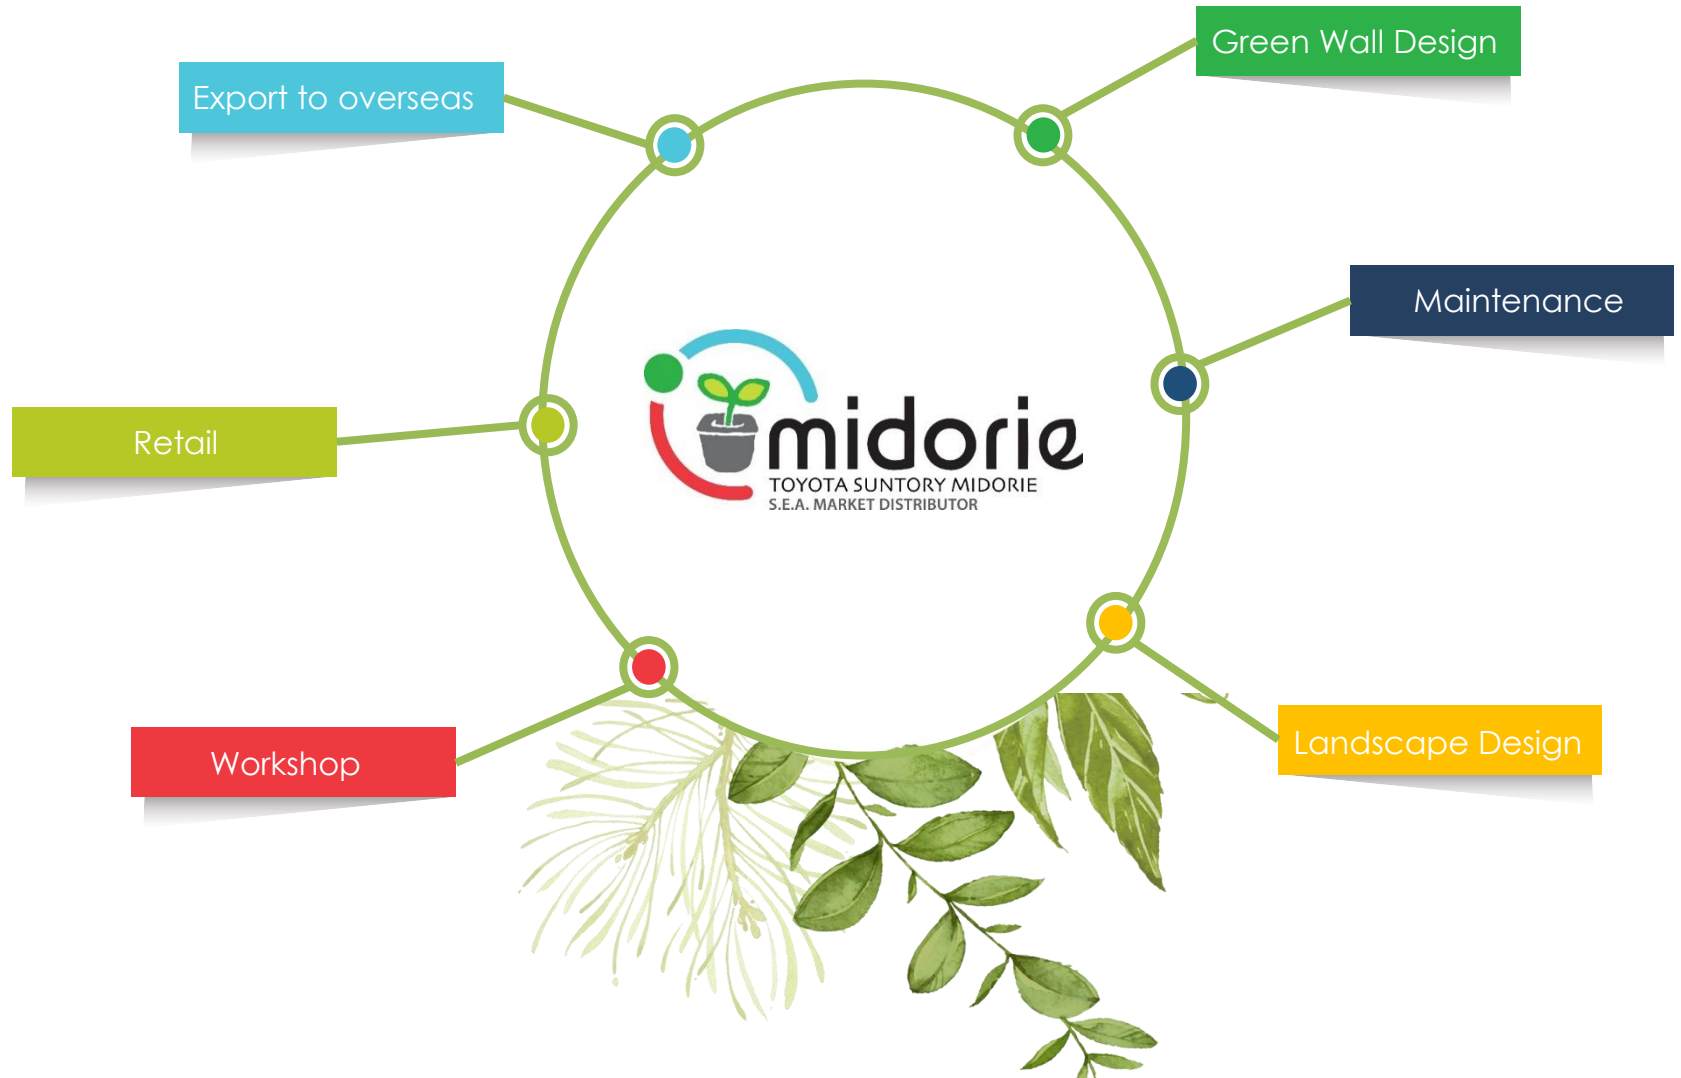 Green Wall Design
Export to overseas
Maintenance
midorie
TOYOTA SUNTORY MIDORIE
S.E.A. MARKET DISTRIBUTOR
Retail
Landscape Design
Workshop